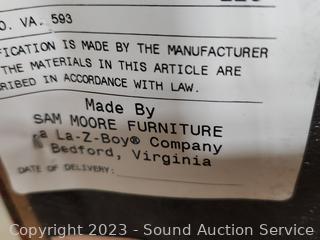 O. VA. 593
FICATION IS MADE BY THE MANUFACTURER
THE MATERIALS IN THIS ARTICLE ARE
RIBED IN ACCORDANCE WITH LAW.
Made By
SAM MOORE FURNITURE
a La-Z-Boy® Company
Bedford, Virginia
DATE OF DELIVERY:
Copyright 2023 - Sound Auction Service